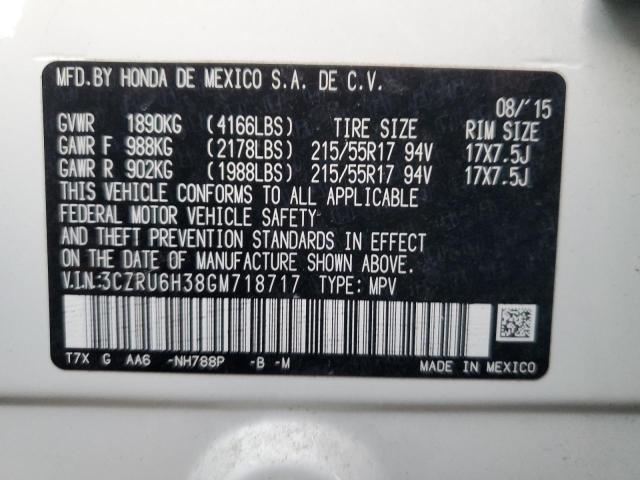 MFD.BY HONDA DE MEXICO S.A. DE C.V.
08/'15
GVWR 1890KG (4166LBS) TIRE SIZE RIM SIZE
GAWR F 988KG (2178LBS) 215/55R17 94V 17X7.5J
GAWR R 902KG (1988LBS) 215/55R17 94V 17X7.5J
THIS VEHICLE CONFORMS TO ALL APPLICABLE
FEDERAL MOTOR VEHICLE SAFETY
AND THEFT PREVENTION STANDARDS IN EFFECT
ON THE DATE OF MANUFACTURE SHOWN ABOVE.
V.I.N.:3CZRU6H38GM718717 TYPE: MPV
T7X G AA6 -NH788P -B -M
MADE IN MEXICO